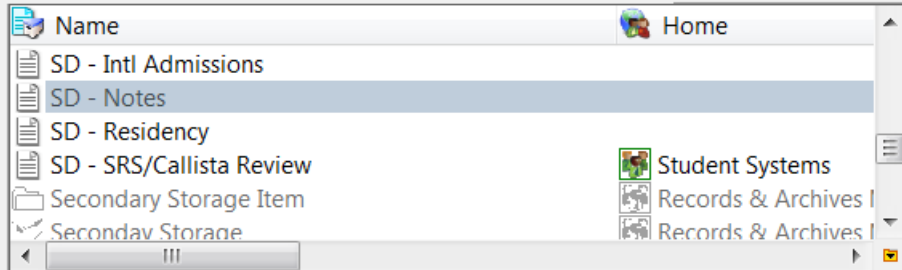 Name Home
SD - Intl Admissions
SD - Notes
SD - Residency
SD - SRS/Callista Review Student Systems
Secondary Storage Item Records & Archives
Seconday Storage Records & Archives